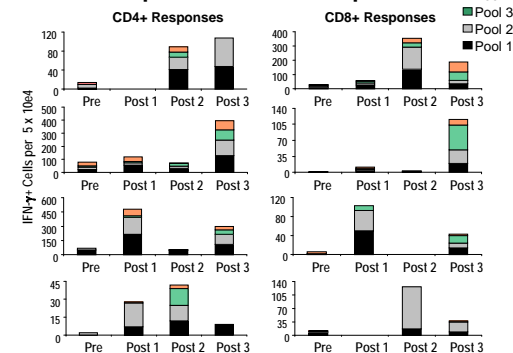 CD4+ Responses
CD8+ Responses
Pool 3
Pool 2
Pool 1
IFN-γ+ Cells per 5 x 10e4
120
80
40
0
Pre Post 1 Post 2 Post 3
400
300
200
100
0
Pre Post 1 Post 2 Post 3
500
400
300
200
100
0
Pre Post 1 Post 2 Post 3
140
105
70
35
0
Pre Post 1 Post 2 Post 3
600
450
300
150
0
Pre Post 1 Post 2 Post 3
120
80
40
0
Pre Post 1 Post 2 Post 3
45
30
15
0
Pre Post 1 Post 2 Post 3
140
105
70
35
0
Pre Post 1 Post 2 Post 3